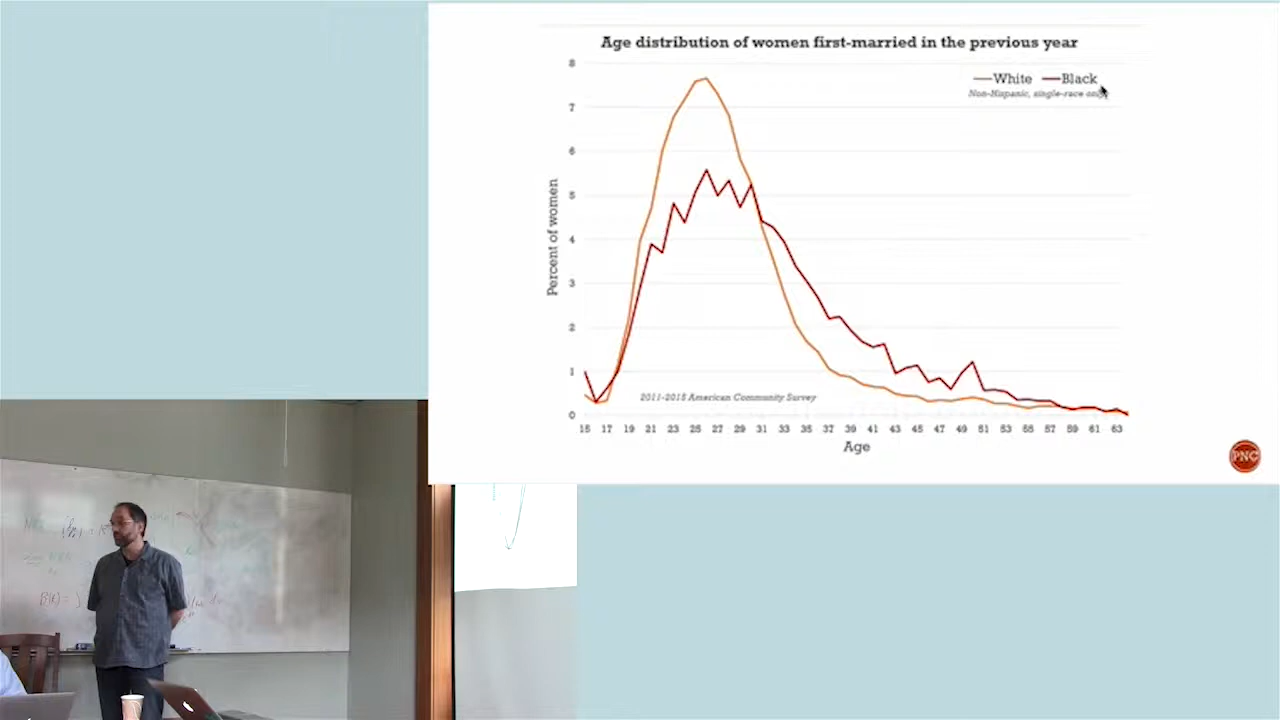 Age distribution of women first-married in the previous year
White Black
Non-Hispanic, single-race only
8
7
6
5
4
3
2
1
0
Percent of women
2011-2015 American Community Survey
15 17 19 21 23 25 27 29 31 33 35 37 39 41 43 45 47 49 51 53 55 57 59 61 63
Age
PNC
B(K) =